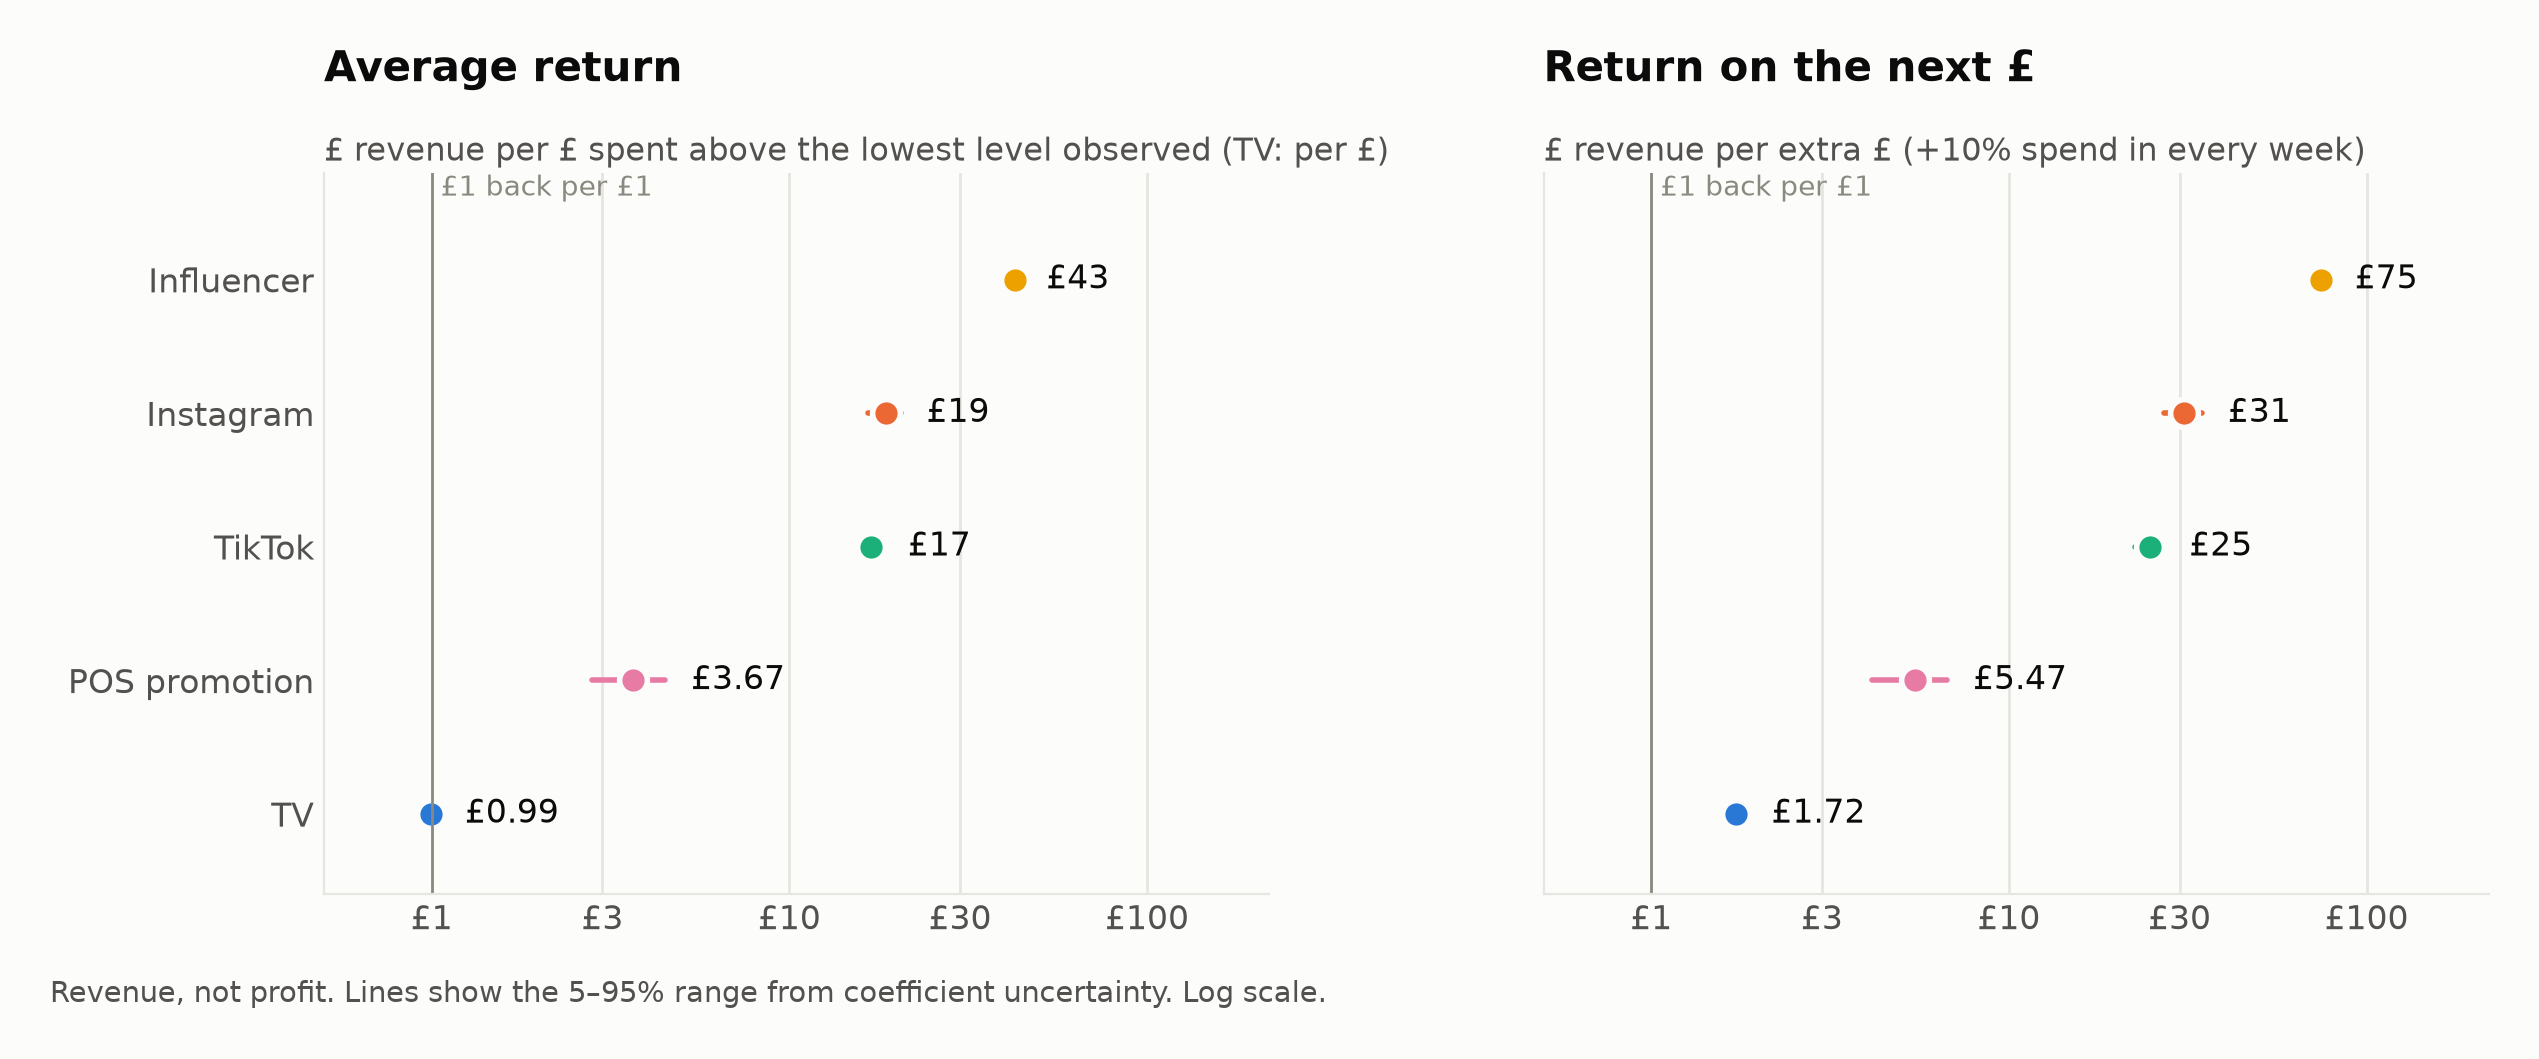 Average return
£ revenue per £ spent above the lowest level observed (TV: per £)
£1 back per £1
Influencer
£43
Instagram
£19
TikTok
£17
POS promotion
£3.67
TV
£0.99
£1
£3
£10
£30
£100
Return on the next £
£ revenue per extra £ (+10% spend in every week)
£1 back per £1
£75
£31
£25
£5.47
£1.72
£1
£3
£10
£30
£100
Revenue, not profit. Lines show the 5–95% range from coefficient uncertainty. Log scale.